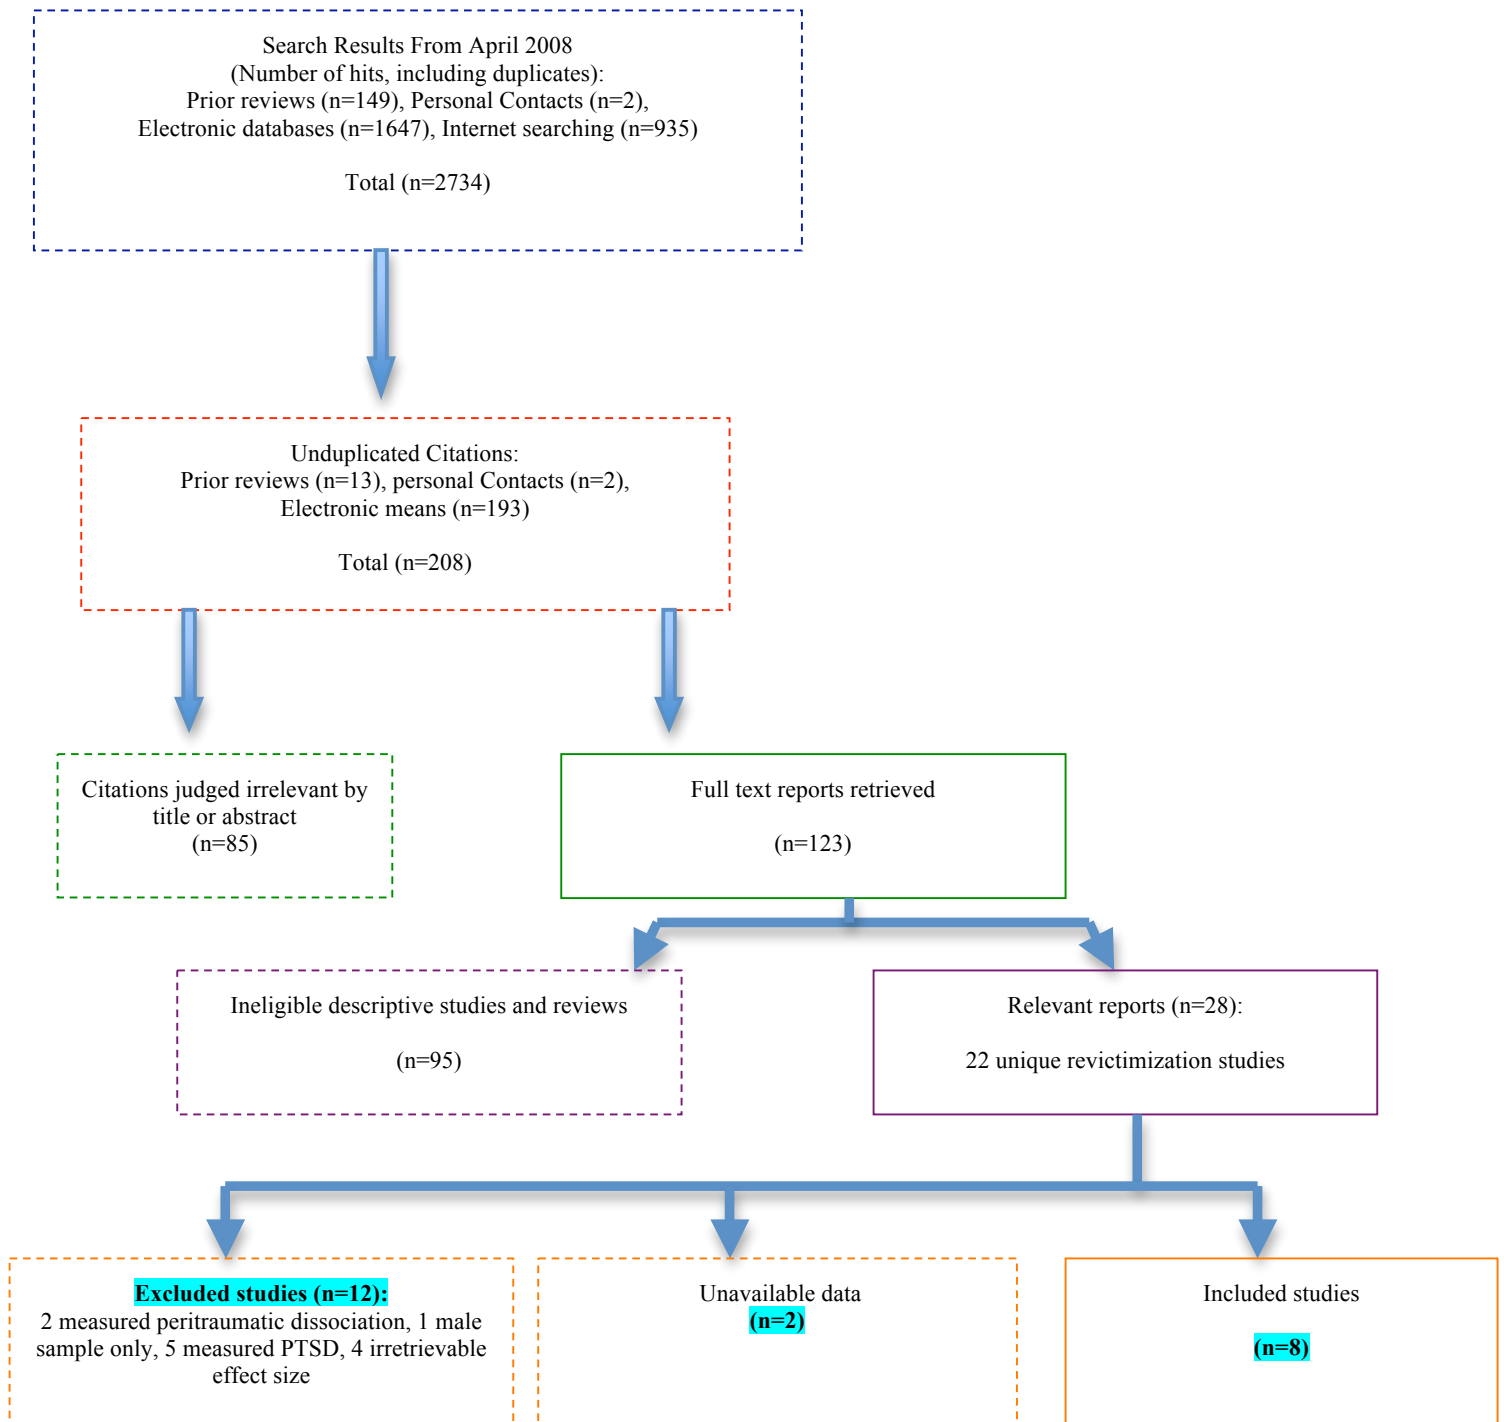 Search Results From April 2008
(Number of hits, including duplicates):
Prior reviews (n=149), Personal Contacts (n=2),
Electronic databases (n=1647), Internet searching (n=935)
Total (n=2734)
Unduplicated Citations:
Prior reviews (n=13), personal Contacts (n=2),
Electronic means (n=193)
Total (n=208)
Citations judged irrelevant by
title or abstract
(n=85)
Full text reports retrieved
(n=123)
Ineligible descriptive studies and reviews
(n=95)
Relevant reports (n=28):
22 unique revictimization studies
Excluded studies (n=12):
2 measured peritraumatic dissociation, 1 male
sample only, 5 measured PTSD, 4 irretrievable
effect size
Unavailable data
(n=2)
Included studies
(n=8)